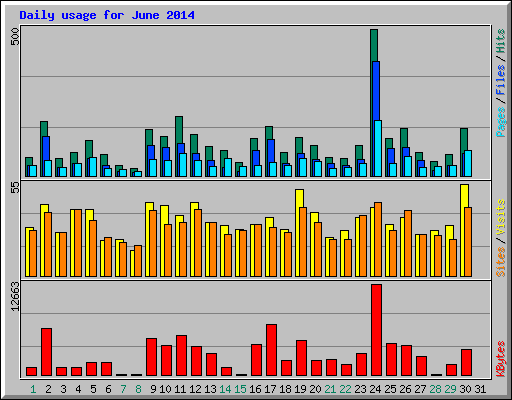 Daily usage for June 2014
500
Pages / Files / Hits
55
Sites / Visits
12663
KBytes
1 2 3 4 5 6 7 8 9 10 11 12 13 14 15 16 17 18 19 20 21 22 23 24 25 26 27 28 29 30 31